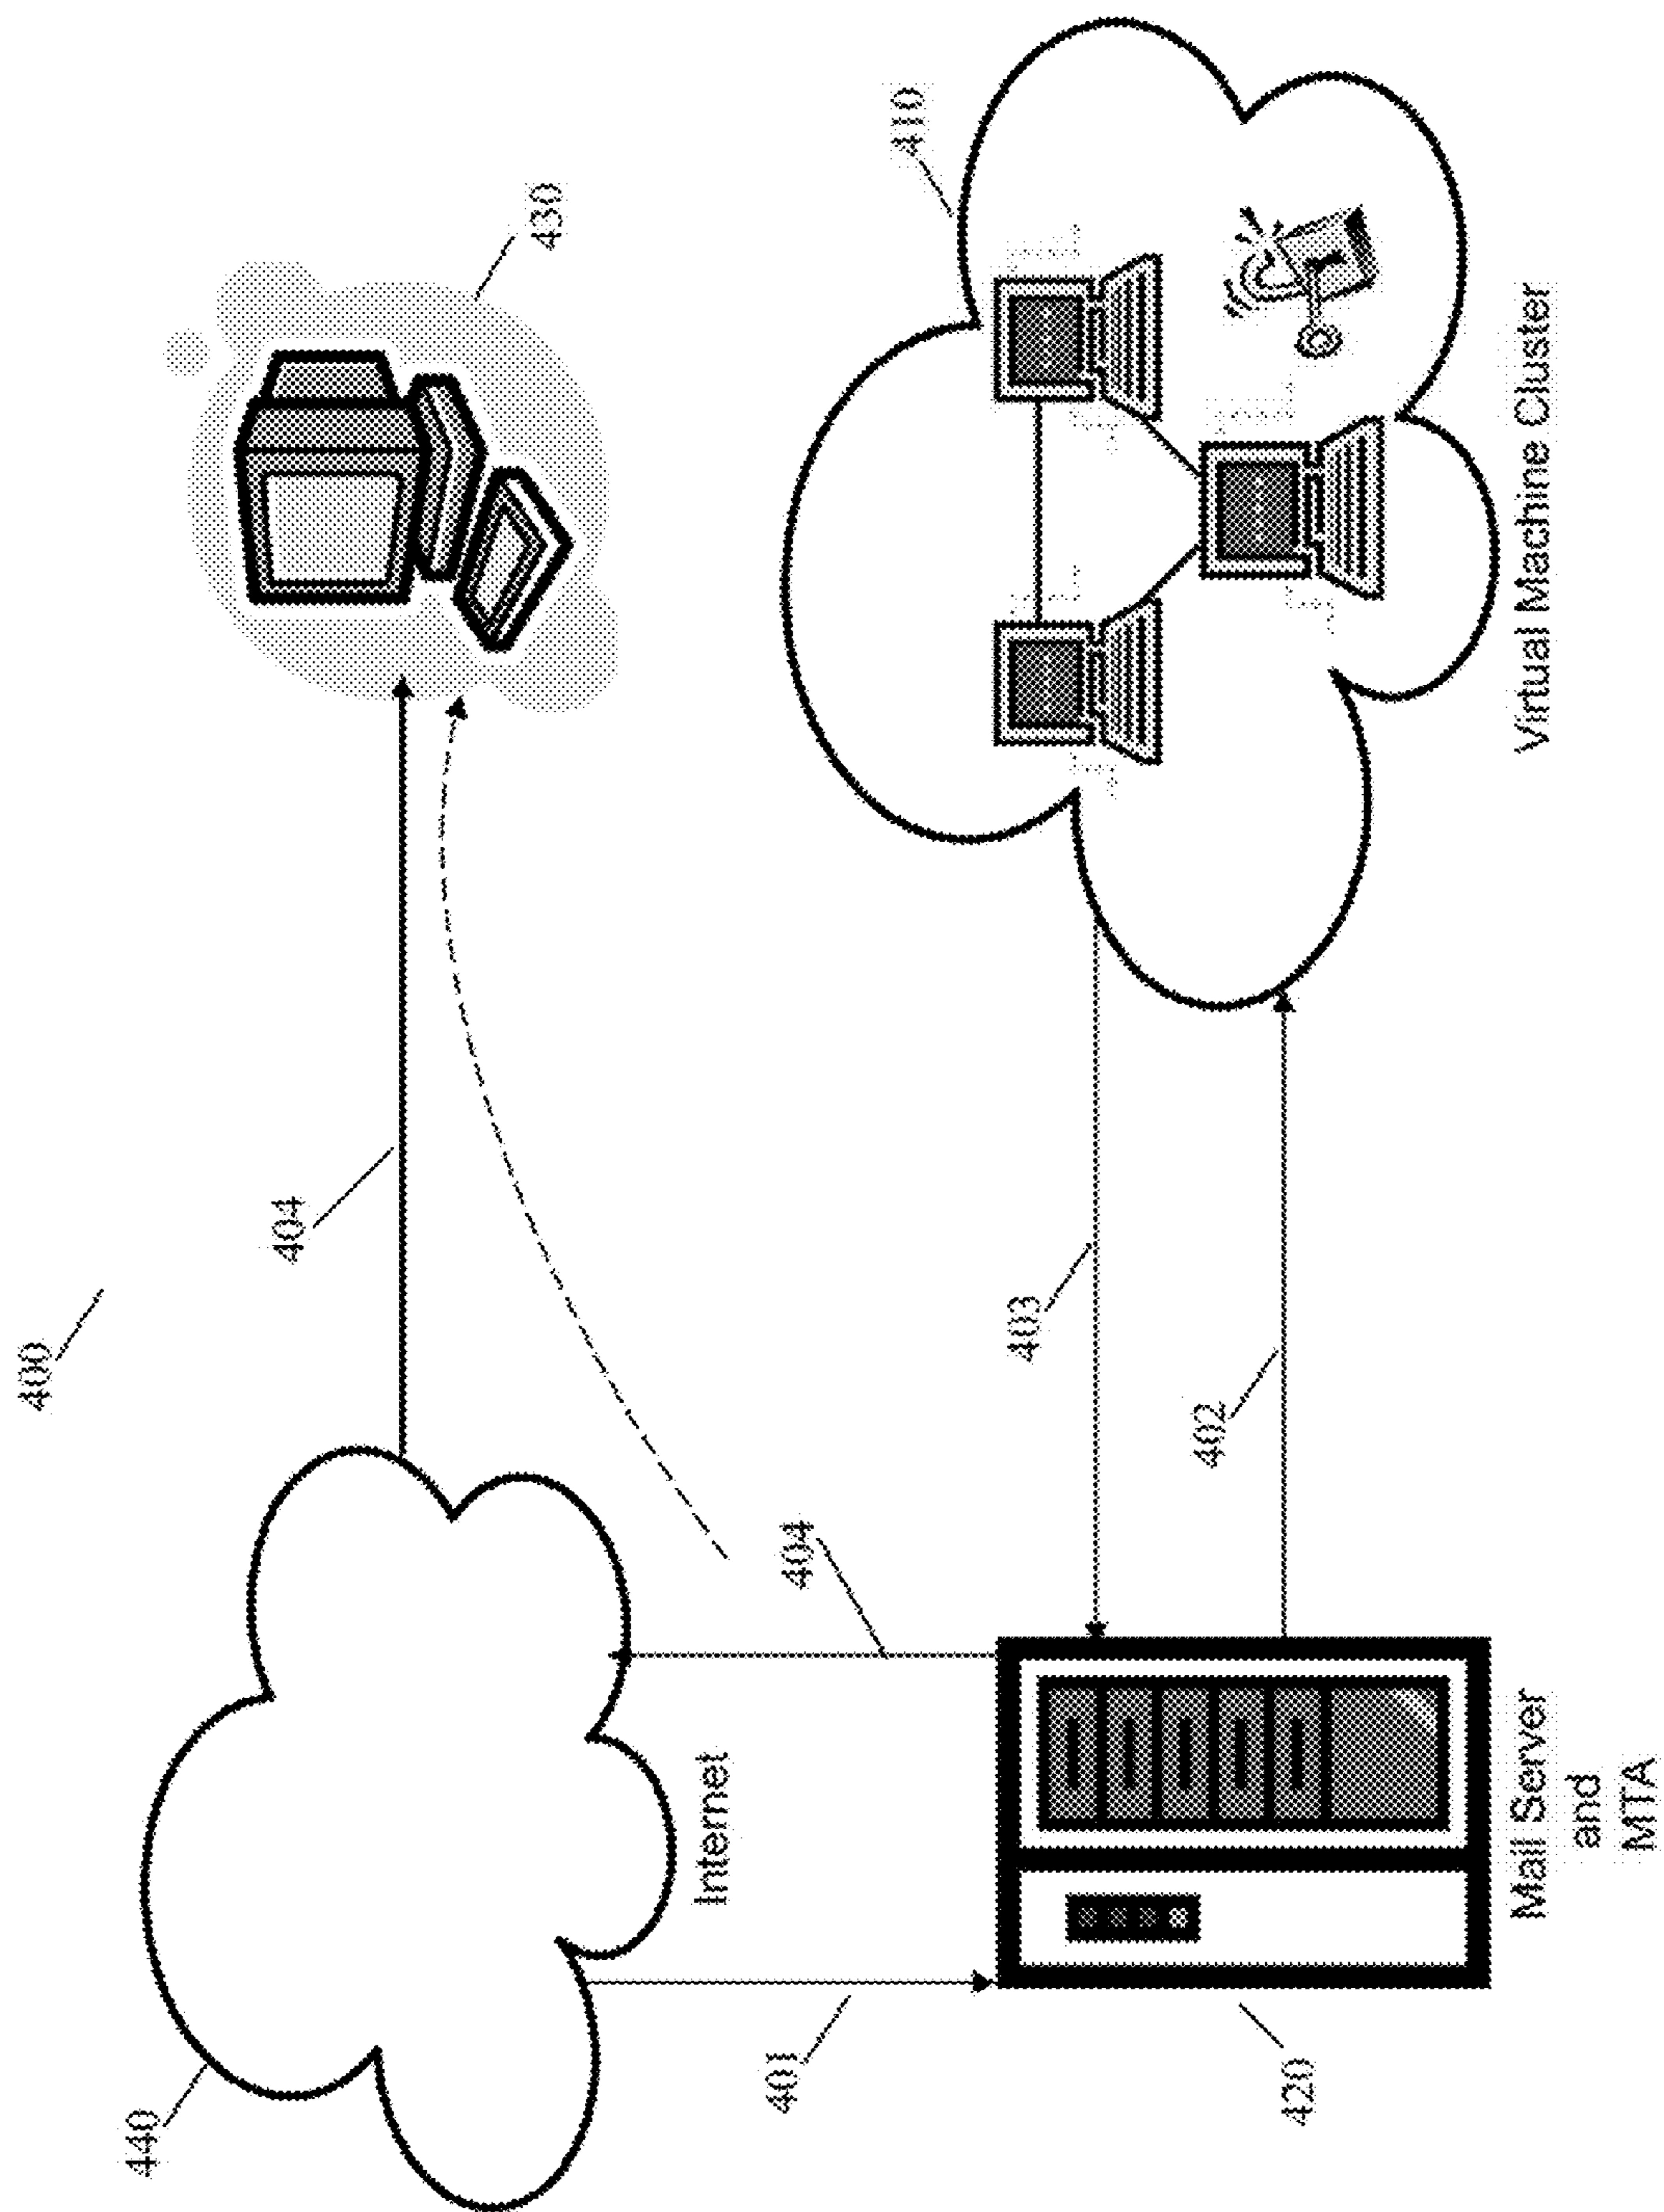 400
440
404
430
Internet
404
401
403
402
410
420
Mail Server
and
MTA
Virtual Machine Cluster